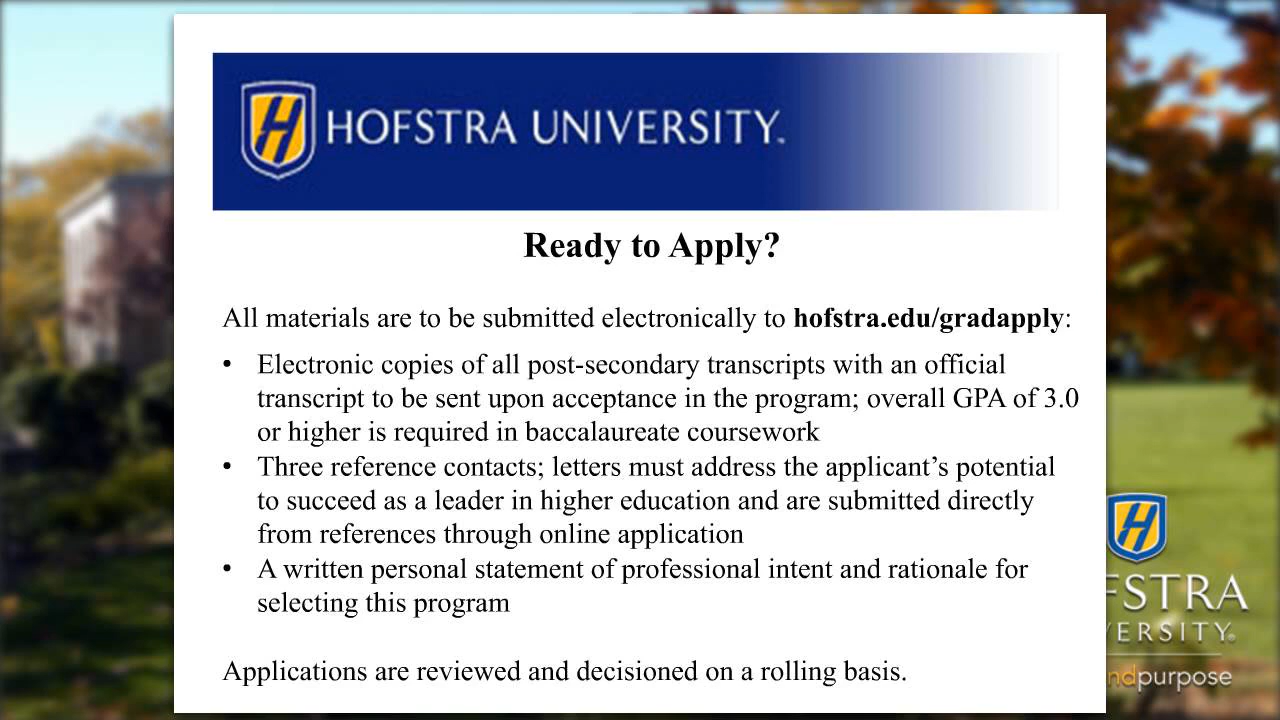 HOFSTRA UNIVERSITY.
Ready to Apply?
All materials are to be submitted electronically to hofstra.edu/gradapply:
• Electronic copies of all post-secondary transcripts with an official
transcript to be sent upon acceptance in the program; overall GPA of 3.0
or higher is required in baccalaureate coursework
• Three reference contacts; letters must address the applicant’s potential
to succeed as a leader in higher education and are submitted directly
from references through online application
• A written personal statement of professional intent and rationale for
selecting this program
Applications are reviewed and decisioned on a rolling basis.
FSTRA
ERSITY
ndpurpose